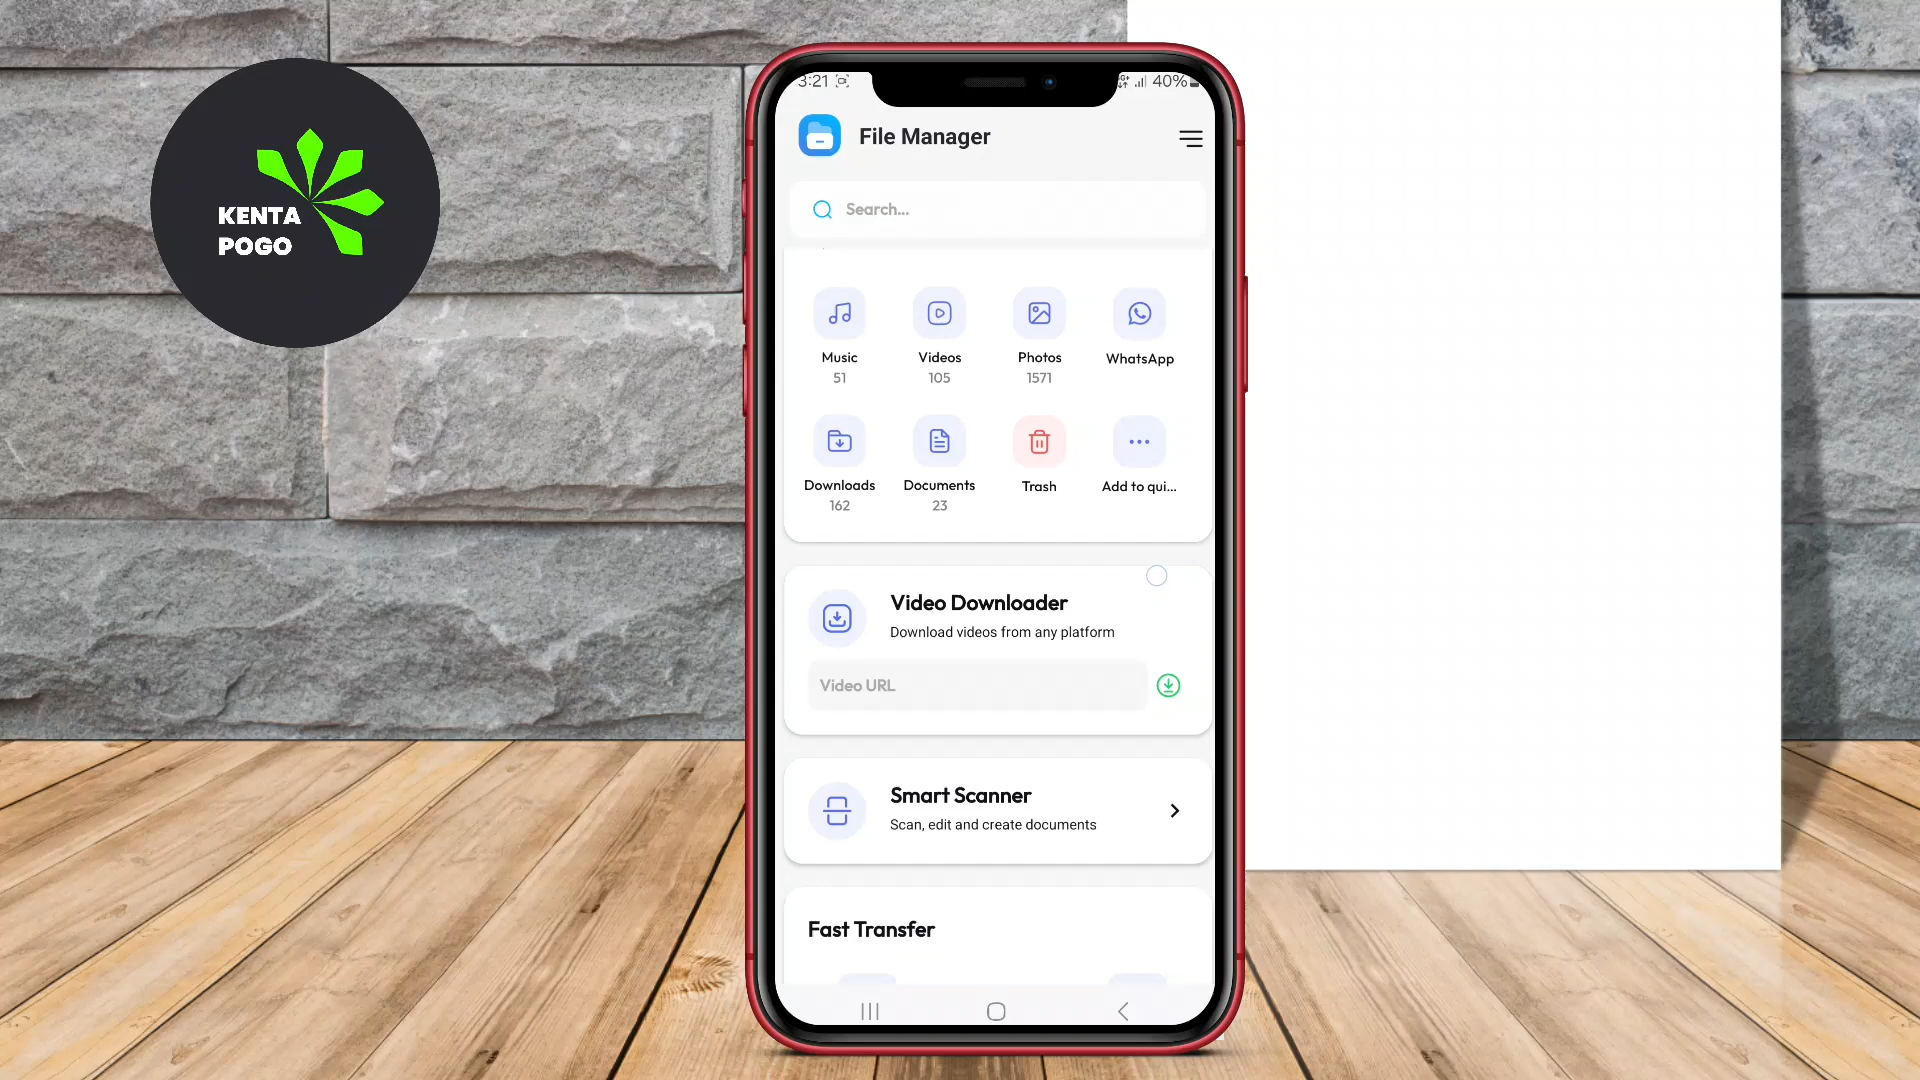 KENTA
POGO
3:21
40%
File Manager
Search...
Music
51
Videos
105
Photos
1571
WhatsApp
Downloads
162
Documents
23
Trash
Add to qui...
Video Downloader
Download videos from any platform
Video URL
Smart Scanner
Scan, edit and create documents
Fast Transfer